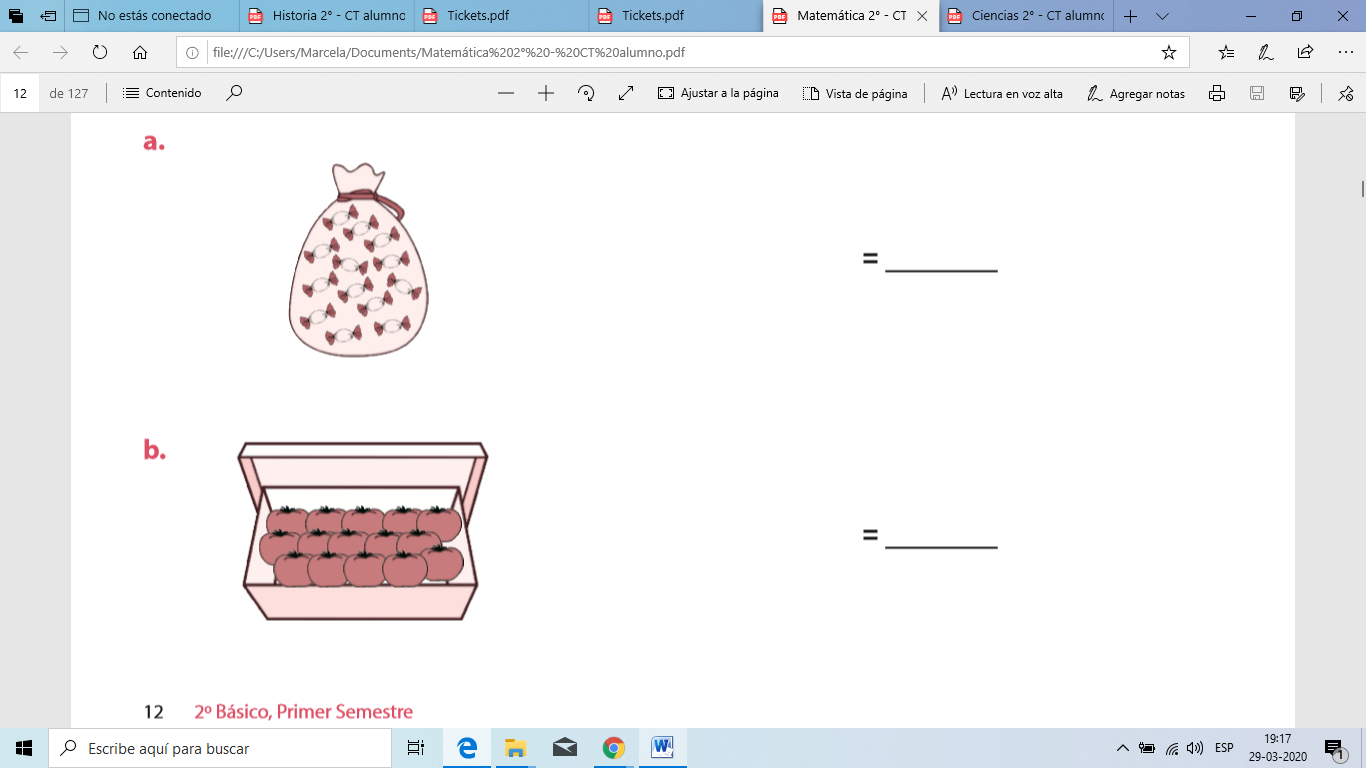 No estás conectado
Historia 2° - CT alumno
Tickets.pdf
Tickets.pdf
Matemática 2° - CT
Ciencias 2° - CT alumno
file:///C:/Users/Marcela/Documents/Matemática%202°%20-%20CT%20alumno.pdf
12 de 127
Contenido
Ajustar a la página
Vista de página
Lectura en voz alta
Agregar notas
a.
= ________
b.
= ________
12 2º Básico, Primer Semestre
Escribe aquí para buscar
ESP
19:17
29-03-2020
1